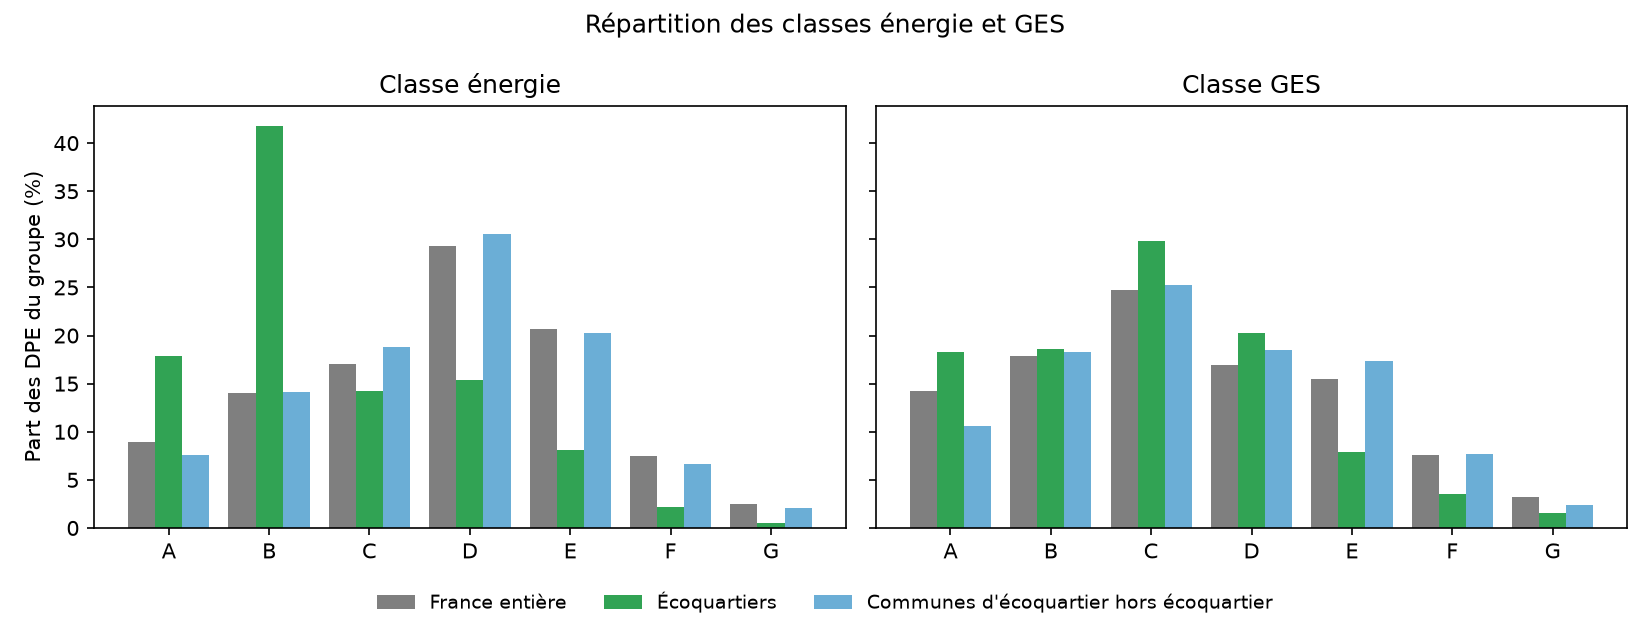 Répartition des classes énergie et GES
Classe énergie
Classe GES
Part des DPE du groupe (%)
40
35
30
25
20
15
10
5
0
A B C D E F G
A B C D E F G
France entière
Écoquartiers
Communes d'écoquartier hors écoquartier